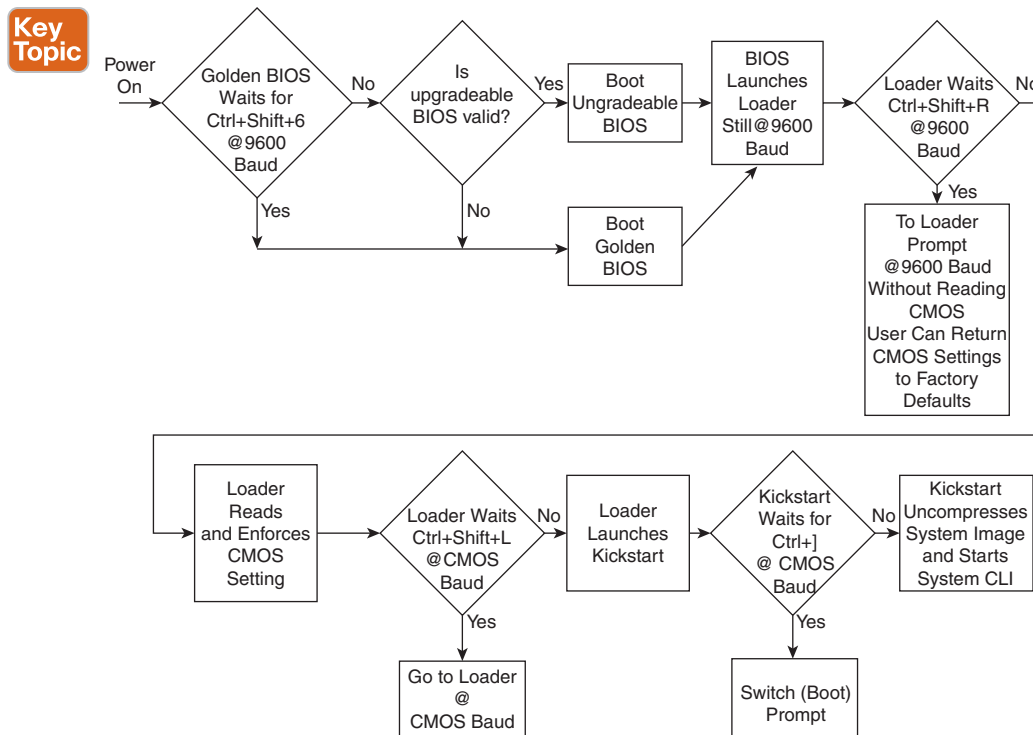 Key
Topic
Power
On
Golden BIOS
Waits for
Ctrl+Shift+6
@9600
Baud
No
Yes
Is
upgradeable
BIOS valid?
Yes
No
Boot
Ungradeable
BIOS
Boot
Golden
BIOS
BIOS
Launches
Loader
Still@9600
Baud
Loader Waits
Ctrl+Shift+R
@9600
Baud
No
Yes
To Loader
Prompt
@9600 Baud
Without Reading
CMOS
User Can Return
CMOS Settings
to Factory
Defaults
Loader
Reads
and Enforces
CMOS
Setting
Loader Waits
Ctrl+Shift+L
@CMOS
Baud
No
Yes
Go to Loader
@
CMOS Baud
Loader
Launches
Kickstart
Kickstart
Waits for
Ctrl+]
@ CMOS
Baud
No
Yes
Switch (Boot)
Prompt
Kickstart
Uncompresses
System Image
and Starts
System CLI